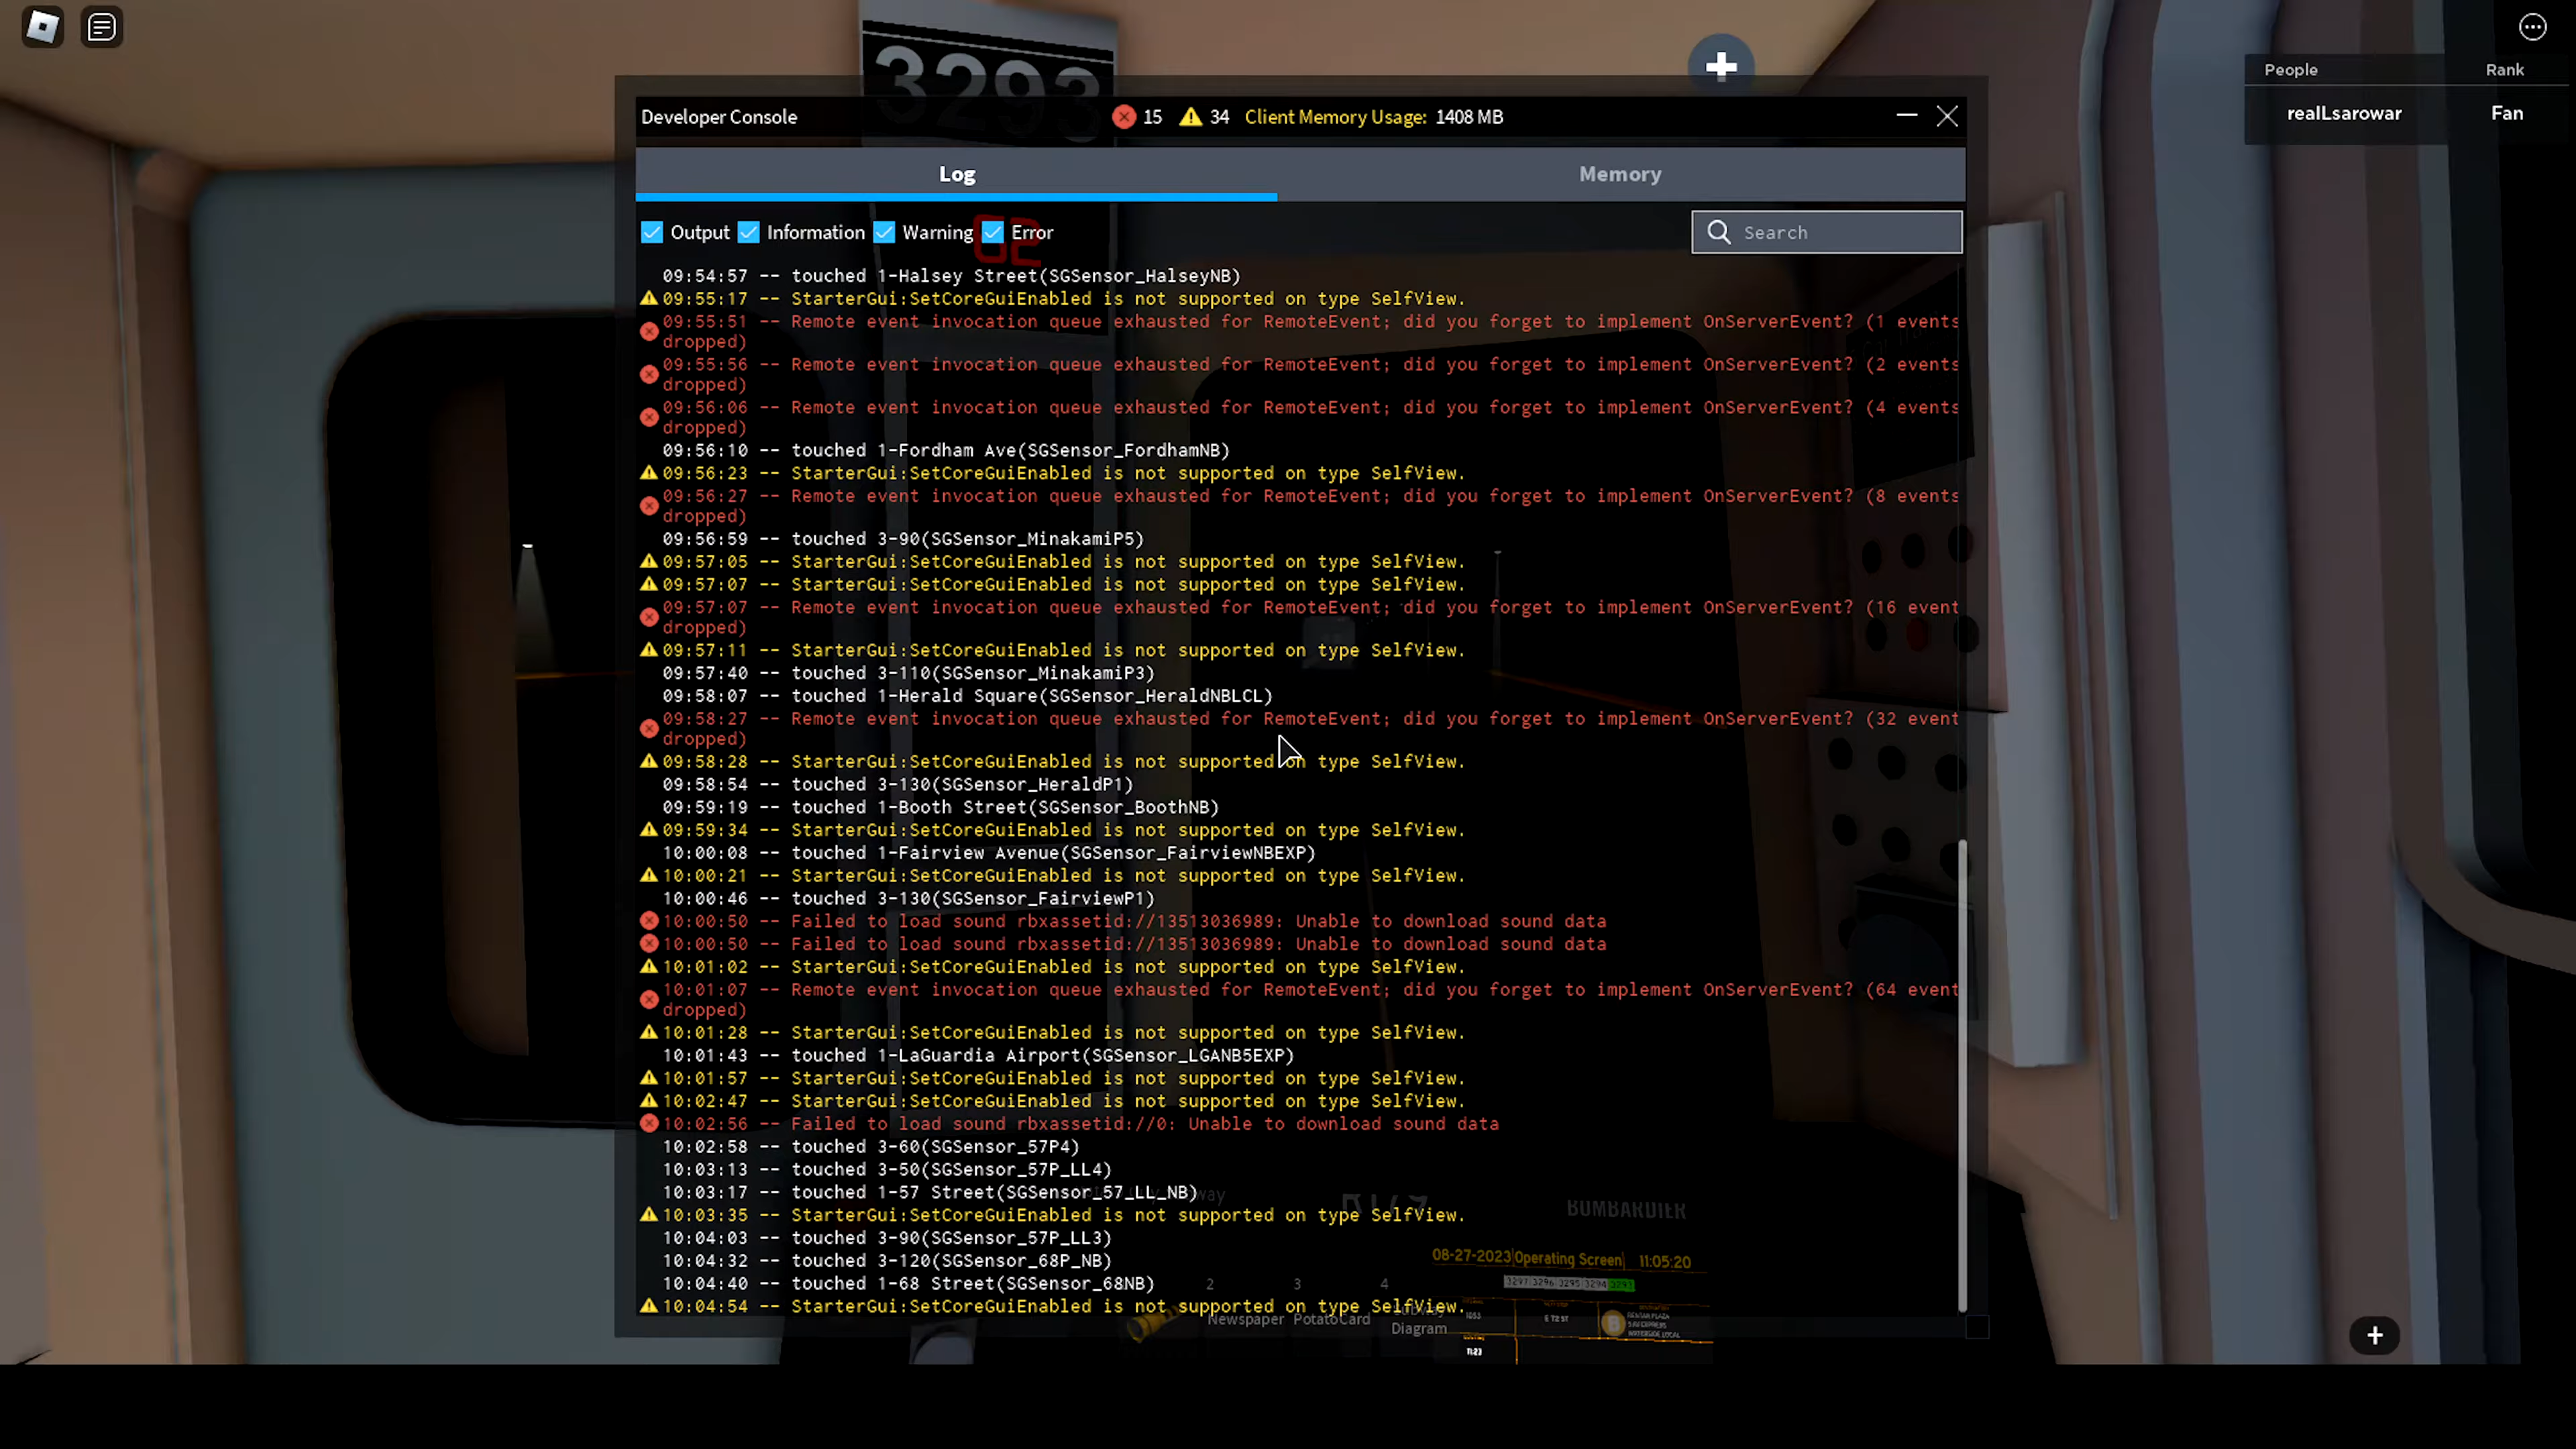 3293
People Rank
realLsarowar Fan
Developer Console 15 34 Client Memory Usage: 1408 MB
Log Memory
Output Information Warning Error Search
09:54:57 -- touched 1-Halsey Street(SGSensor_HalseyNB)
09:55:17 -- StarterGui:SetCoreGuiEnabled is not supported on type SelfView.
09:55:51 -- Remote event invocation queue exhausted for RemoteEvent; did you forget to implement OnServerEvent? (1 events
dropped)
09:55:56 -- Remote event invocation queue exhausted for RemoteEvent; did you forget to implement OnServerEvent? (2 events
dropped)
09:56:06 -- Remote event invocation queue exhausted for RemoteEvent; did you forget to implement OnServerEvent? (4 events
dropped)
09:56:10 -- touched 1-Fordham Ave(SGSensor_FordhamNB)
09:56:23 -- StarterGui:SetCoreGuiEnabled is not supported on type SelfView.
09:56:27 -- Remote event invocation queue exhausted for RemoteEvent; did you forget to implement OnServerEvent? (8 events
dropped)
09:56:59 -- touched 3-90(SGSensor_MinakamiP5)
09:57:05 -- StarterGui:SetCoreGuiEnabled is not supported on type SelfView.
09:57:07 -- StarterGui:SetCoreGuiEnabled is not supported on type SelfView.
09:57:07 -- Remote event invocation queue exhausted for RemoteEvent; did you forget to implement OnServerEvent? (16 event
dropped)
09:57:11 -- StarterGui:SetCoreGuiEnabled is not supported on type SelfView.
09:57:40 -- touched 3-110(SGSensor_MinakamiP3)
09:58:07 -- touched 1-Herald Square(SGSensor_HeraldNBLCL)
09:58:27 -- Remote event invocation queue exhausted for RemoteEvent; did you forget to implement OnServerEvent? (32 event
dropped)
09:58:28 -- StarterGui:SetCoreGuiEnabled is not supported on type SelfView.
09:58:54 -- touched 3-130(SGSensor_HeraldP1)
09:59:19 -- touched 1-Booth Street(SGSensor_BoothNB)
09:59:34 -- StarterGui:SetCoreGuiEnabled is not supported on type SelfView.
10:00:08 -- touched 1-Fairview Avenue(SGSensor_FairviewNBEXP)
10:00:21 -- StarterGui:SetCoreGuiEnabled is not supported on type SelfView.
10:00:46 -- touched 3-130(SGSensor_FairviewP1)
10:00:50 -- Failed to load sound rbxassetid://13513036989: Unable to download sound data
10:00:50 -- Failed to load sound rbxassetid://13513036989: Unable to download sound data
10:01:02 -- StarterGui:SetCoreGuiEnabled is not supported on type SelfView.
10:01:07 -- Remote event invocation queue exhausted for RemoteEvent; did you forget to implement OnServerEvent? (64 event
dropped)
10:01:28 -- StarterGui:SetCoreGuiEnabled is not supported on type SelfView.
10:01:43 -- touched 1-LaGuardia Airport(SGSensor_LGANB5EXP)
10:01:57 -- StarterGui:SetCoreGuiEnabled is not supported on type SelfView.
10:02:47 -- StarterGui:SetCoreGuiEnabled is not supported on type SelfView.
10:02:56 -- Failed to load sound rbxassetid://0: Unable to download sound data
10:02:58 -- touched 3-60(SGSensor_57P4)
10:03:13 -- touched 3-50(SGSensor_57P_LL4)
10:03:17 -- touched 1-57 Street(SGSensor_57_LL_NB)
10:03:35 -- StarterGui:SetCoreGuiEnabled is not supported on type SelfView.
10:04:03 -- touched 3-90(SGSensor_57P_LL3)
10:04:32 -- touched 3-120(SGSensor_68P_NB)
10:04:40 -- touched 1-68 Street(SGSensor_68NB)
10:04:54 -- StarterGui:SetCoreGuiEnabled is not supported on type SelfView.
R179 BOMBARDIER
08-27-2023 Operating Screen 11:05:20
3297 3296 3295 3294 3293
2 3 4
Newspaper PotatoCard
Diagram
E 72 ST
B